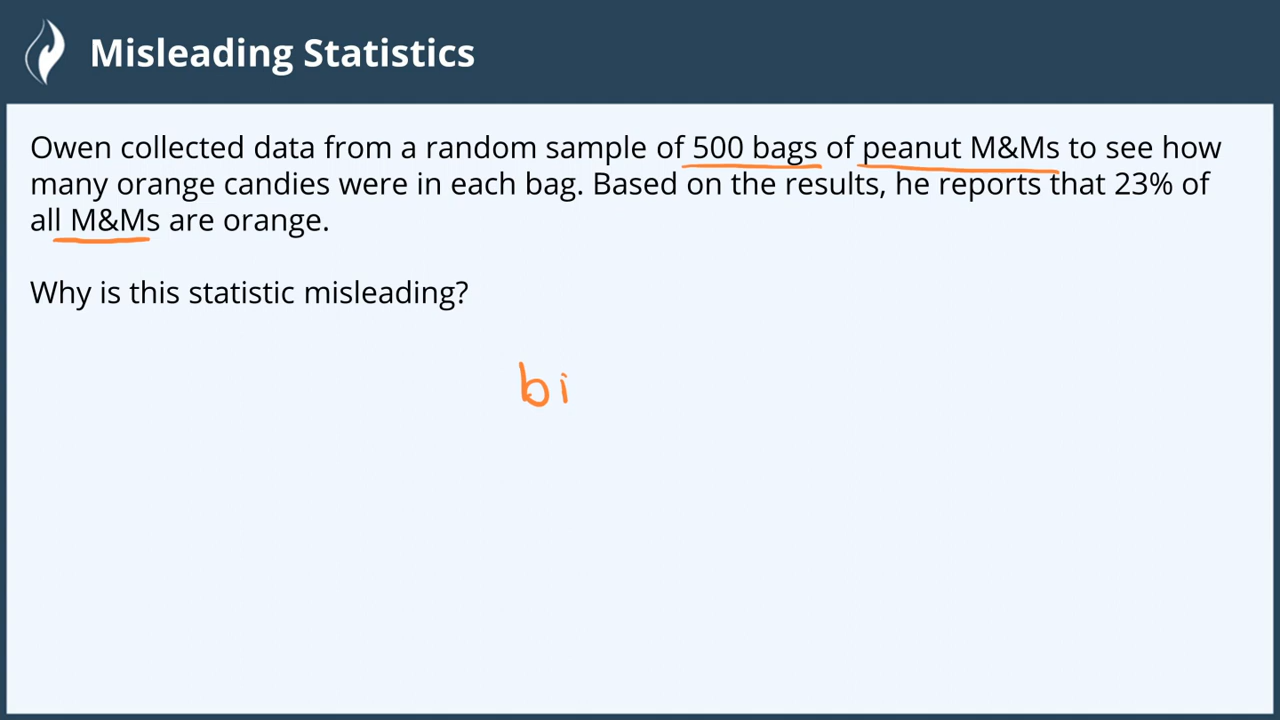 Misleading Statistics
Owen collected data from a random sample of 500 bags of peanut M&Ms to see how
many orange candies were in each bag. Based on the results, he reports that 23% of
all M&Ms are orange.
Why is this statistic misleading?
bi